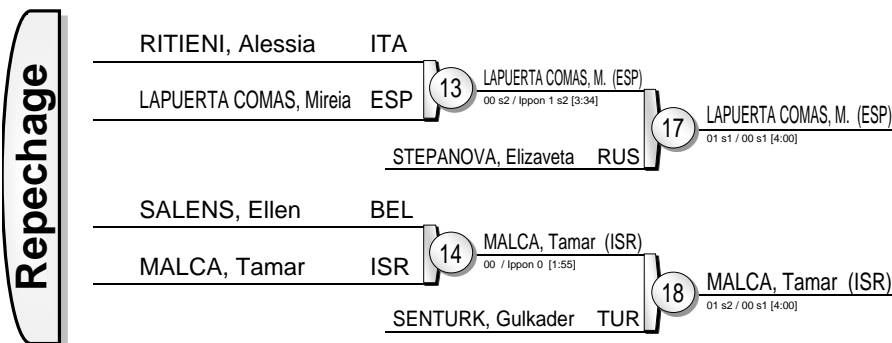 Repechage
RITIENI, Alessia ITA
LAPUERTA COMAS, Mireia ESP
13
LAPUERTA COMAS, M. (ESP)
00 s2 / Ippon 1 s2 [3:34]
STEPANOVA, Elizaveta RUS
17
LAPUERTA COMAS, M. (ESP)
01 s1 / 00 s1 [4:00]
SALENS, Ellen BEL
MALCA, Tamar ISR
14
MALCA, Tamar (ISR)
00 / Ippon 0 [1:55]
SENTURK, Gulkader TUR
18
MALCA, Tamar (ISR)
01 s2 / 00 s1 [4:00]